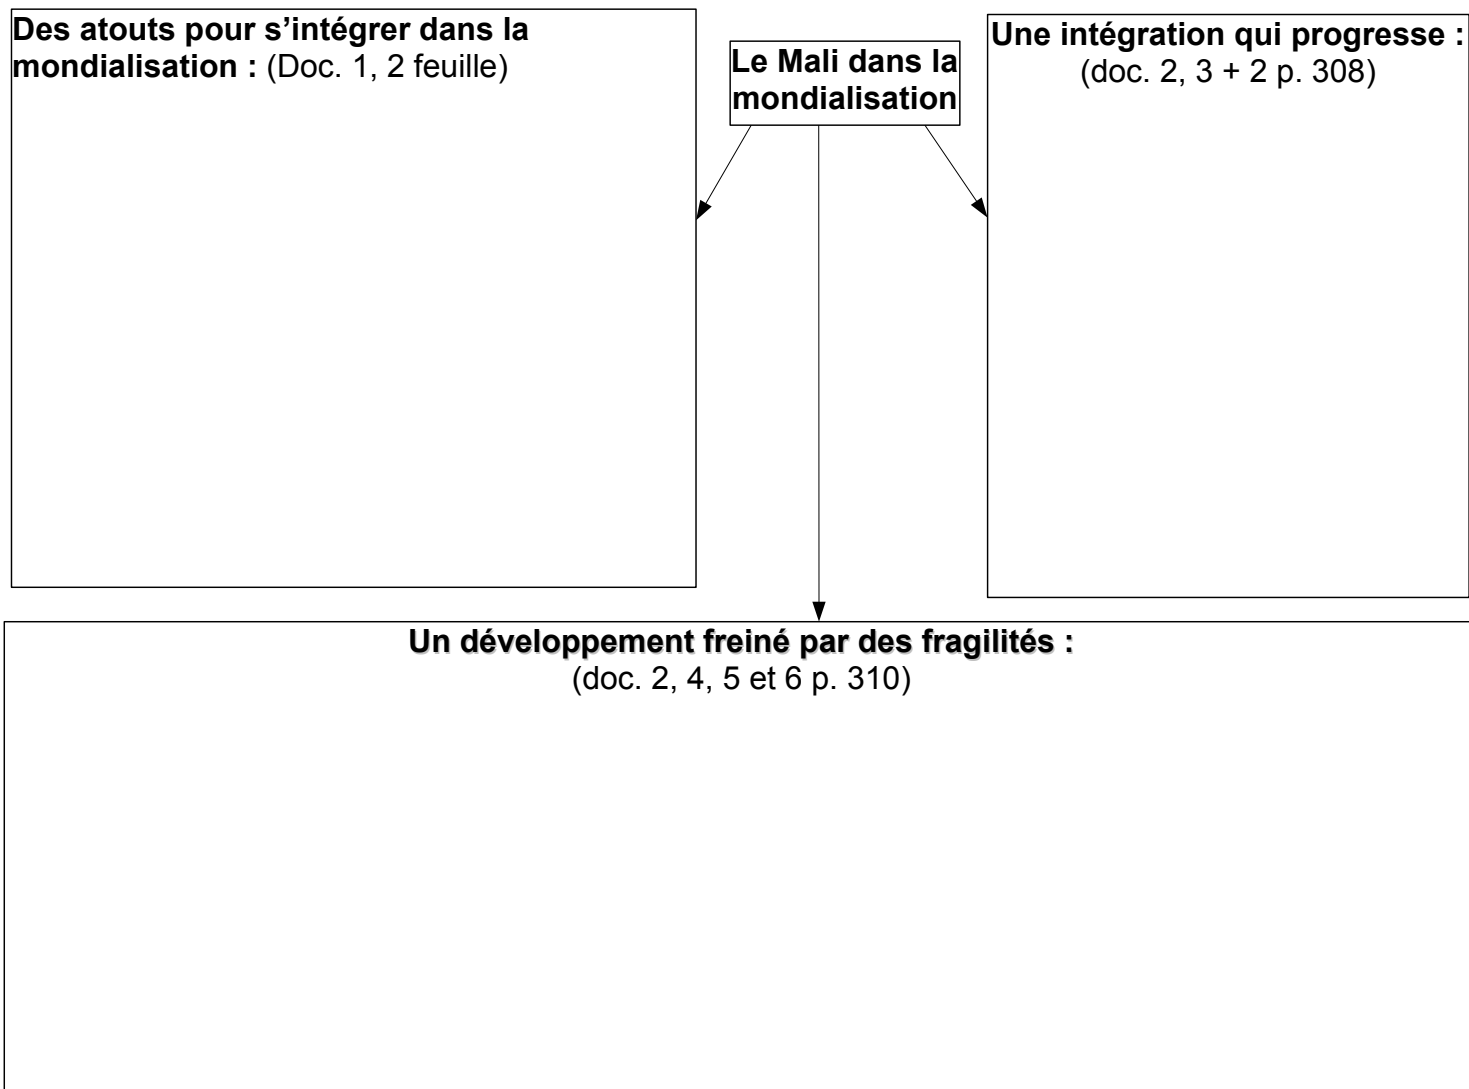 Des atouts pour s’intégrer dans la
mondialisation : (Doc. 1, 2 feuille)
Le Mali dans la
mondialisation
Une intégration qui progresse :
(doc. 2, 3 + 2 p. 308)
Un développement freiné par des fragilités :
(doc. 2, 4, 5 et 6 p. 310)